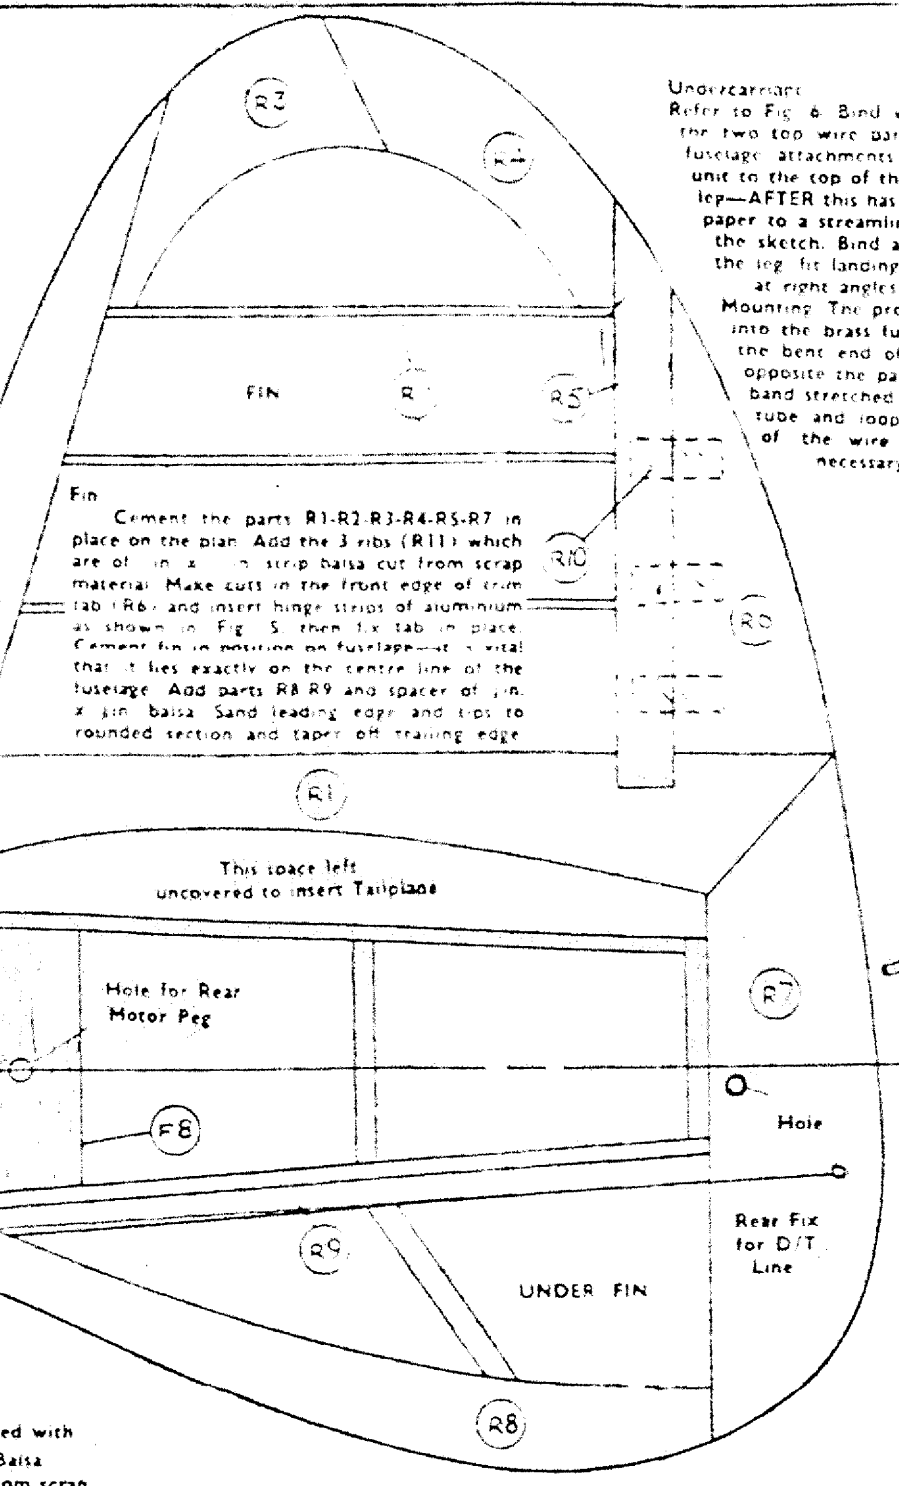 R3
R4
Undercarriage
Refer to Fig. 6. Bind
the two top wire
fuselage attachments
unit to the top of
leg—AFTER this has
paper to a
the sketch. Bind
the leg fit landing
at right angles
Mounting. The
into the brass
the bent end of
opposite the
band stretched
tube and
of the wire
FIN
R
R5
Fin
Cement the parts R1-R2-R3-R4-R5-R7 in
place on the plan. Add the 3 ribs (R11) which
are of in x in strip balsa cut from scrap
material. Make cuts in the front edge of trim
tab (R6) and insert hinge strips of aluminium
as shown in Fig. 5, then fix tab in place.
Cement fin in position on fuselage—it is vital
that it lies exactly on the centre line of the
fuselage. Add parts R8 R9 and spacer of in.
x in. balsa. Sand leading edge and tips to
rounded section and taper off trailing edge
R10
R6
R1
This space left
uncovered to insert Tailplane
Hole for Rear
Motor Peg
R7
F8
Hole
R9
Rear Fix
for D/T
Line
UNDER FIN
R8
ed with
Balsa
om scrap